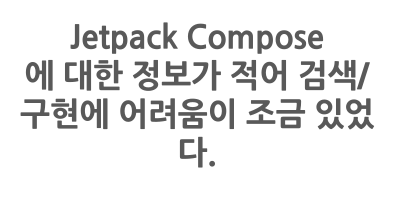 Jetpack Compose
에 대한 정보가 적어 검색/
구현에 어려움이 조금 있었
다.